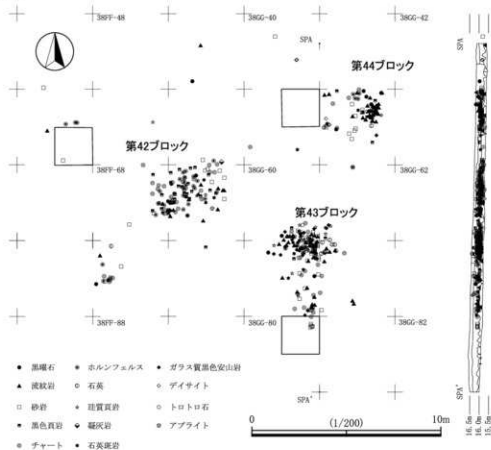 38FF-48
38GG-40
38GG-42
SPA
SPA
第44ブロック
第42ブロック
38FF-68
38GG-60
38GG-62
第43ブロック
38FF-88
38GG-80
38GG-82
SPA'
SPA'
黒曜石
ホルンフェルス
ガラス質黒色安山岩
流紋岩
石英
デイサイト
砂岩
珪質頁岩
トロトロ石
黒色頁岩
凝灰岩
アプライト
チャート
石英斑岩
0
(1/200)
10m
16.5m
16.0m
15.5m